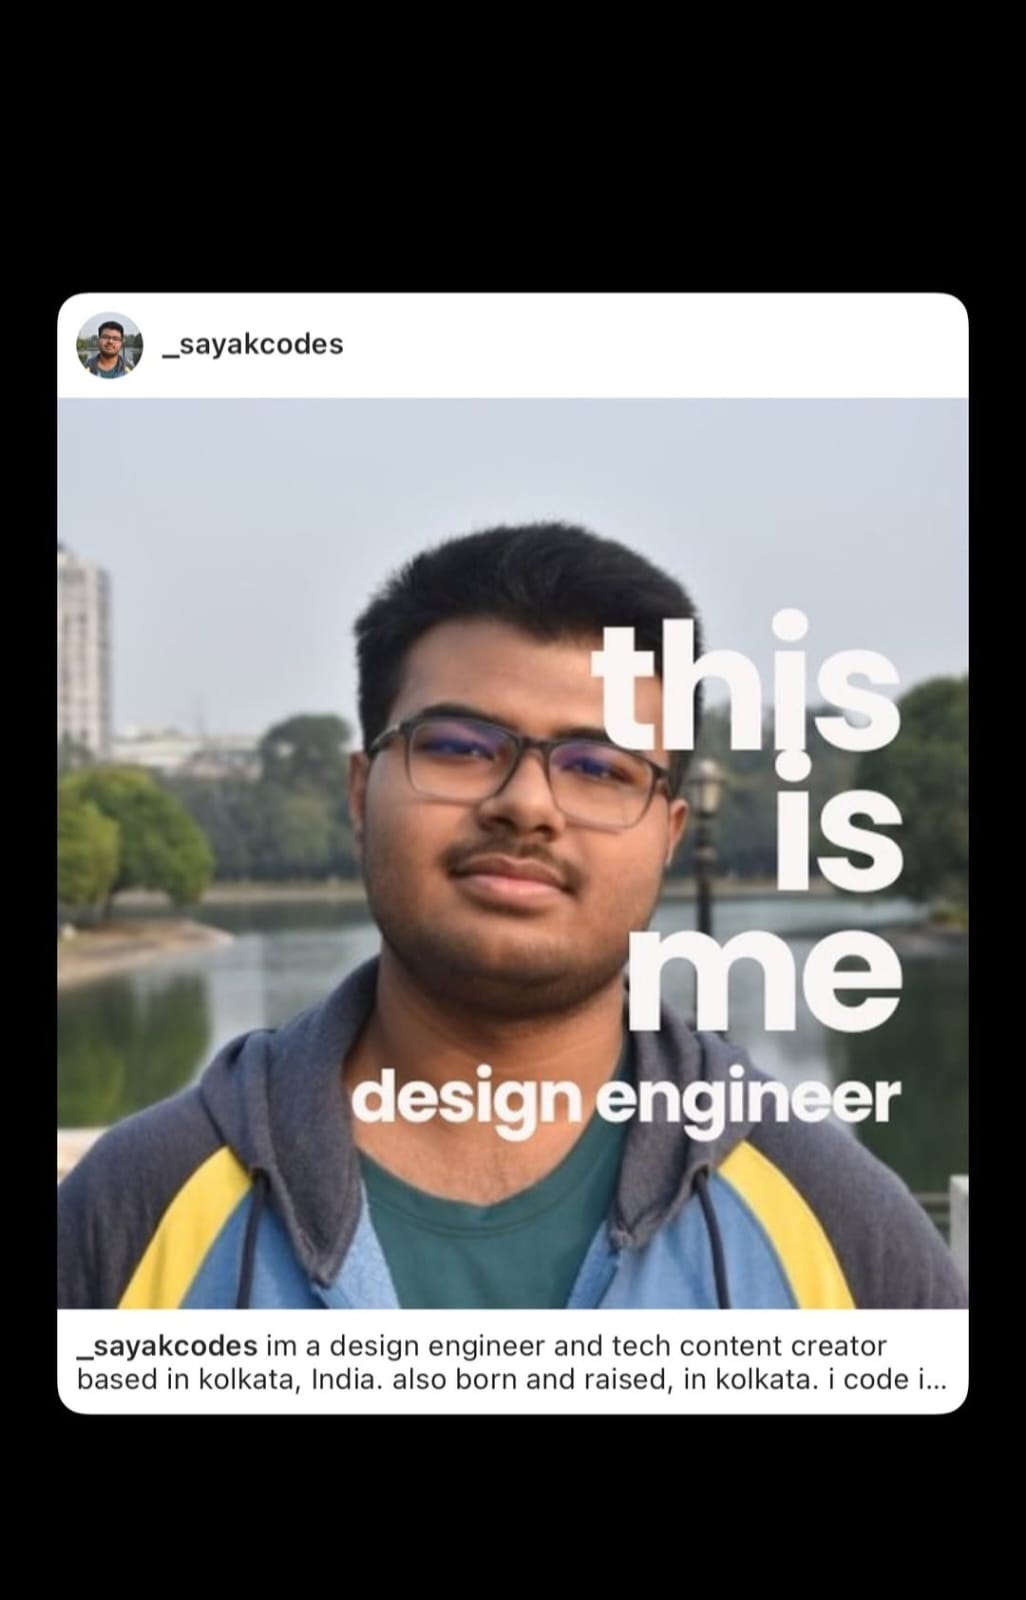 _sayakcodes
this
is
me
design engineer
_sayakcodes im a design engineer and tech content creator
based in kolkata, India. also born and raised, in kolkata. i code i...